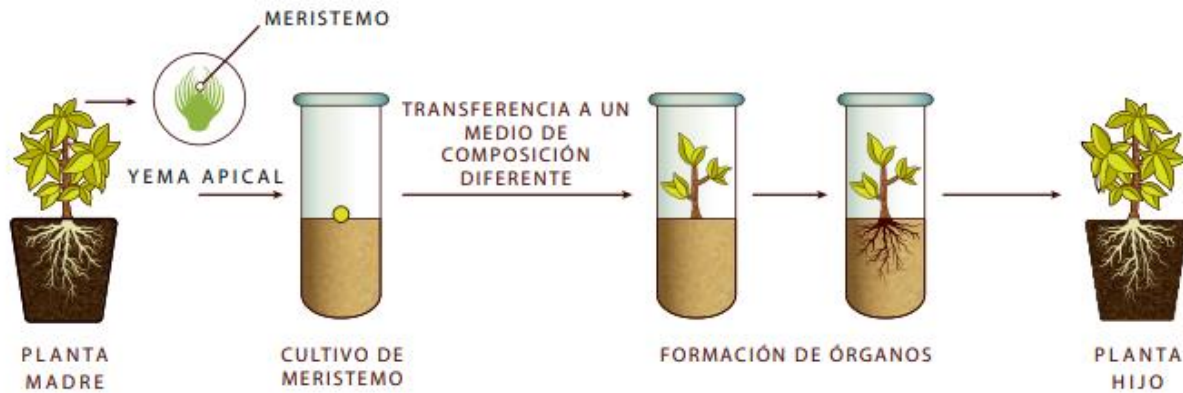 MERISTEMO
YEMA APICAL
TRANSFERENCIA A UN
MEDIO DE
COMPOSICIÓN
DIFERENTE
PLANTA
MADRE
CULTIVO DE
MERISTEMO
FORMACIÓN DE ÓRGANOS
PLANTA
HIJO